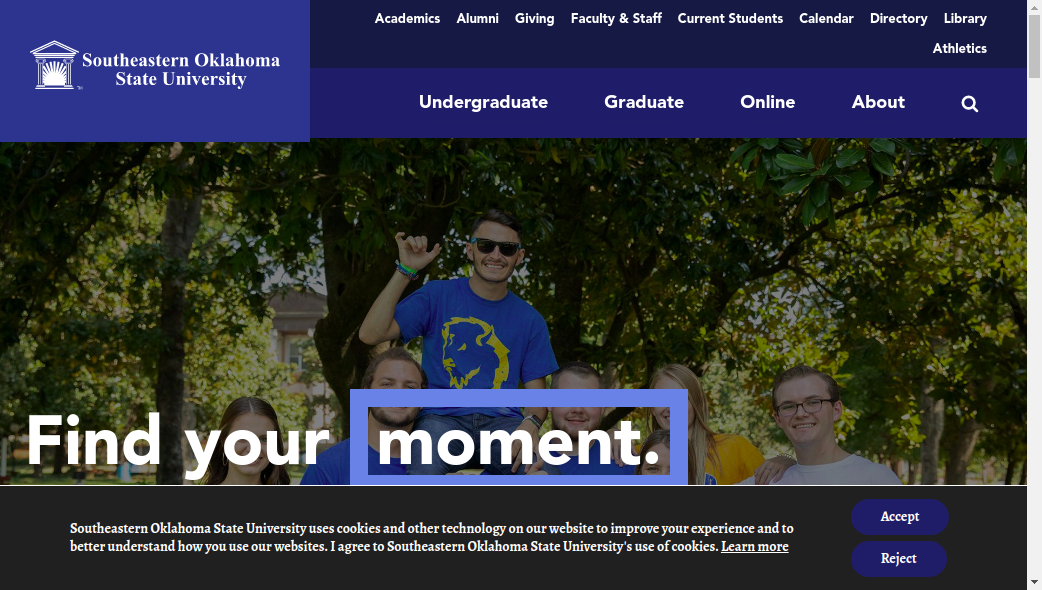 Southeastern Oklahoma
State University
TM
Academics Alumni Giving Faculty & Staff Current Students Calendar Directory Library
Athletics
Undergraduate Graduate Online About
Find your moment.
Southeastern Oklahoma State University uses cookies and other technology on our website to improve your experience and to
better understand how you use our websites. I agree to Southeastern Oklahoma State University's use of cookies. Learn more
Accept
Reject